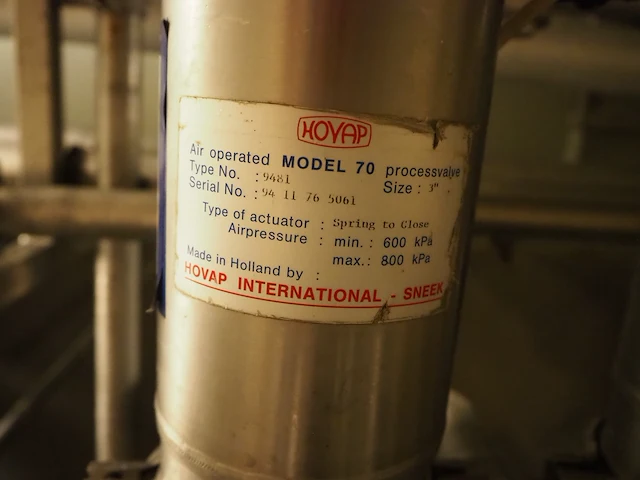 HOVAP
Air operated MODEL 70 processvalve
Type No. : 9481 Size : 3"
Serial No. : 94 11 76 5061
Type of actuator : Spring to Close
Airpressure : min. : 600 kPa
max. : 800 kPa
Made in Holland by :
HOVAP INTERNATIONAL - SNEEK